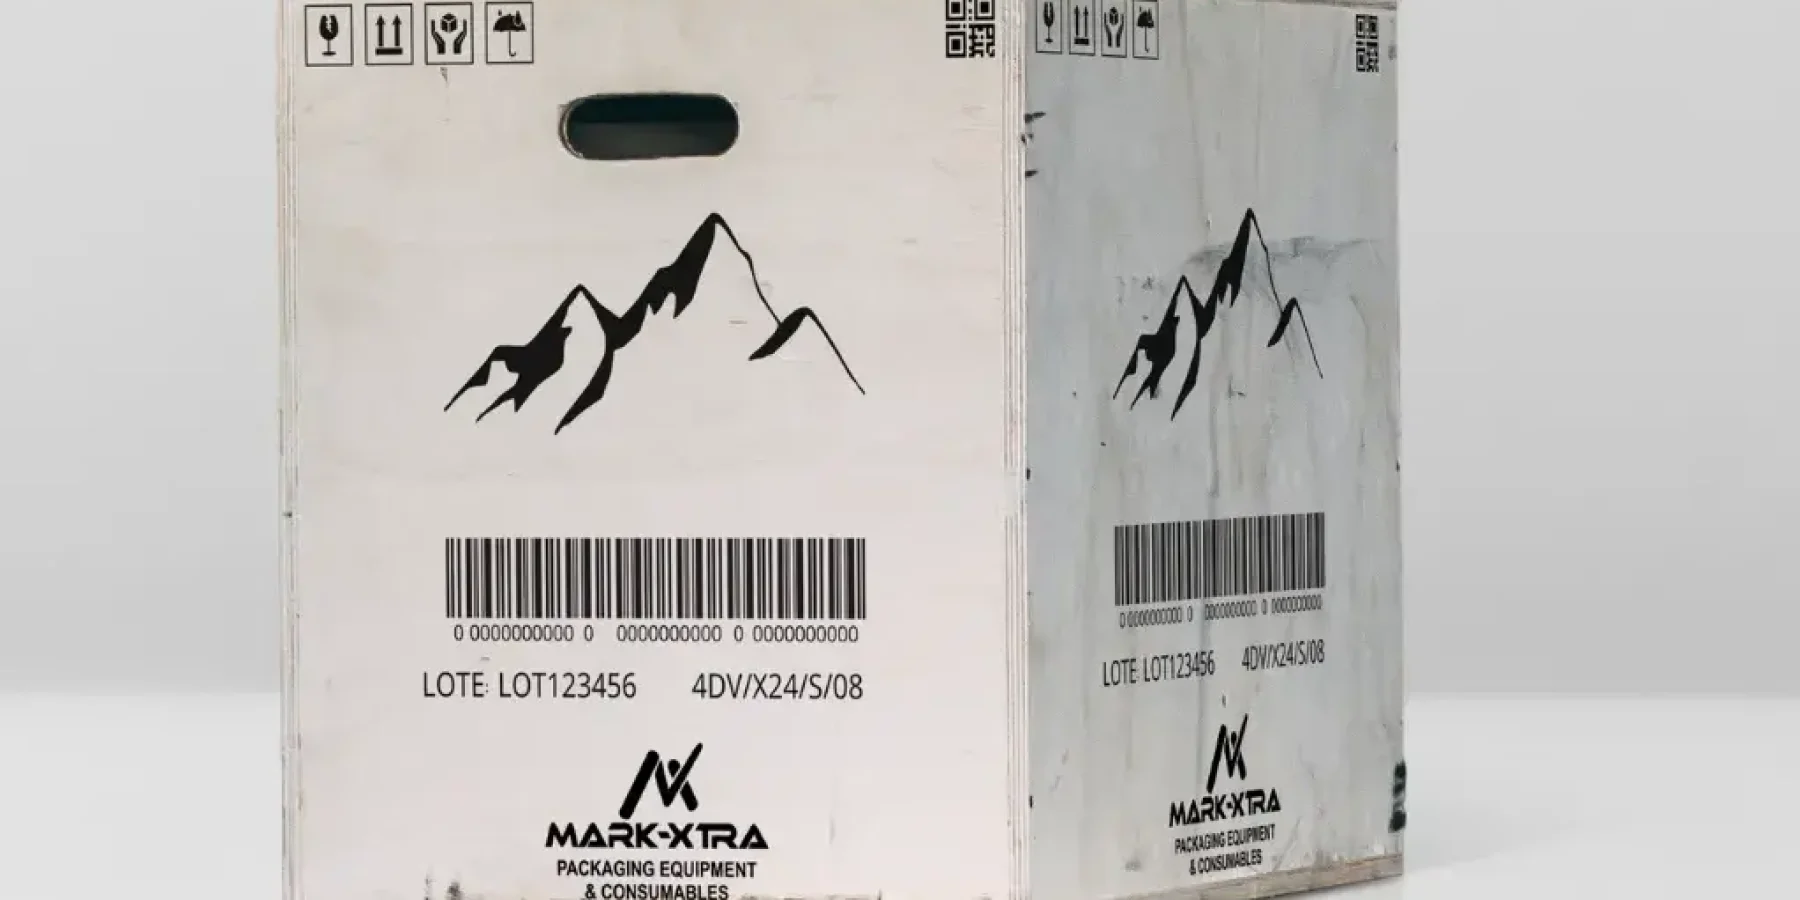 0 0000000000 0 0000000000 0 0000000000
LOTE: LOT123456 4DV/X24/S/08
MARK-XTRA
PACKAGING EQUIPMENT
& CONSUMABLES
0 0000000000 0 0000000000 0 0000000000
LOTE: LOT123456 4DV/X24/S/08
MARK-XTRA
PACKAGING EQUIPMENT
& CONSUMABLES